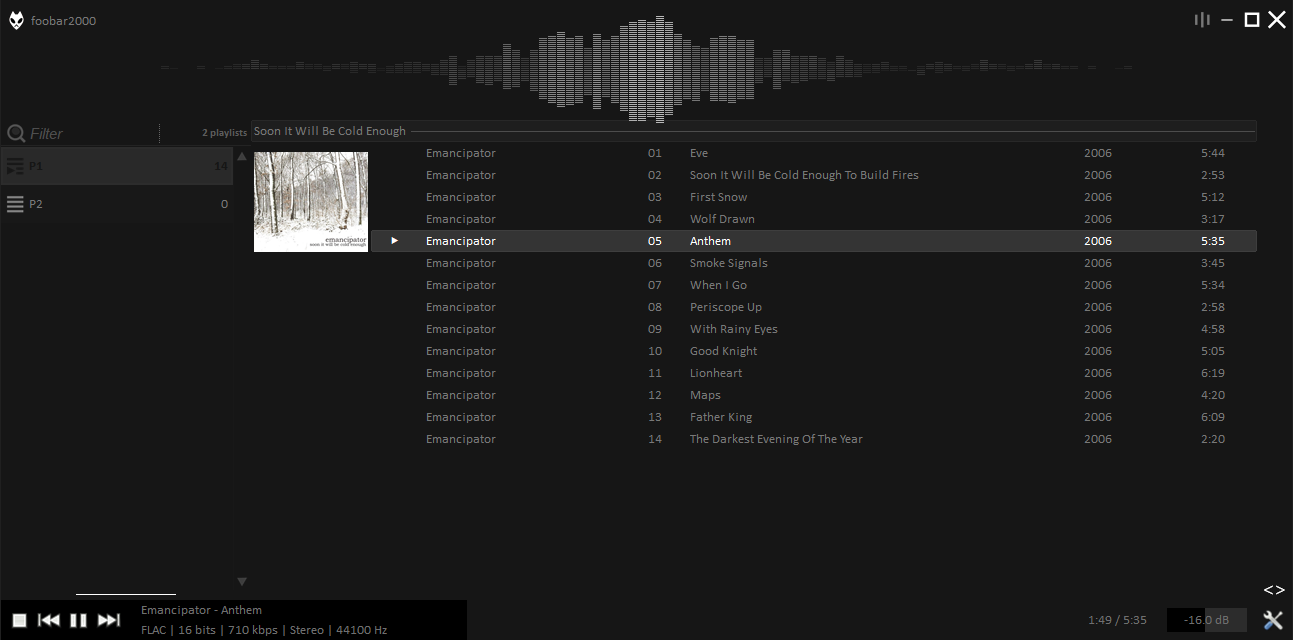 foobar2000
Filter
2 playlists
Soon It Will Be Cold Enough
P1 14
P2 0
emancipator
soon it will be cold enough
Emancipator 01 Eve 2006 5:44
Emancipator 02 Soon It Will Be Cold Enough To Build Fires 2006 2:53
Emancipator 03 First Snow 2006 5:12
Emancipator 04 Wolf Drawn 2006 3:17
Emancipator 05 Anthem 2006 5:35
Emancipator 06 Smoke Signals 2006 3:45
Emancipator 07 When I Go 2006 5:34
Emancipator 08 Periscope Up 2006 2:58
Emancipator 09 With Rainy Eyes 2006 4:58
Emancipator 10 Good Knight 2006 5:05
Emancipator 11 Lionheart 2006 6:19
Emancipator 12 Maps 2006 4:20
Emancipator 13 Father King 2006 6:09
Emancipator 14 The Darkest Evening Of The Year 2006 2:20
<>
Emancipator - Anthem
FLAC | 16 bits | 710 kbps | Stereo | 44100 Hz
1:49 / 5:35
-16.0 dB